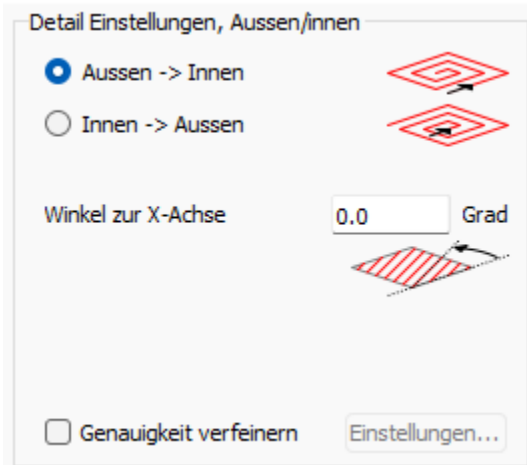 Detail Einstellungen, Aussen/innen
Aussen -> Innen
Innen -> Aussen
Winkel zur X-Achse 0.0 Grad
Genauigkeit verfeinern Einstellungen...